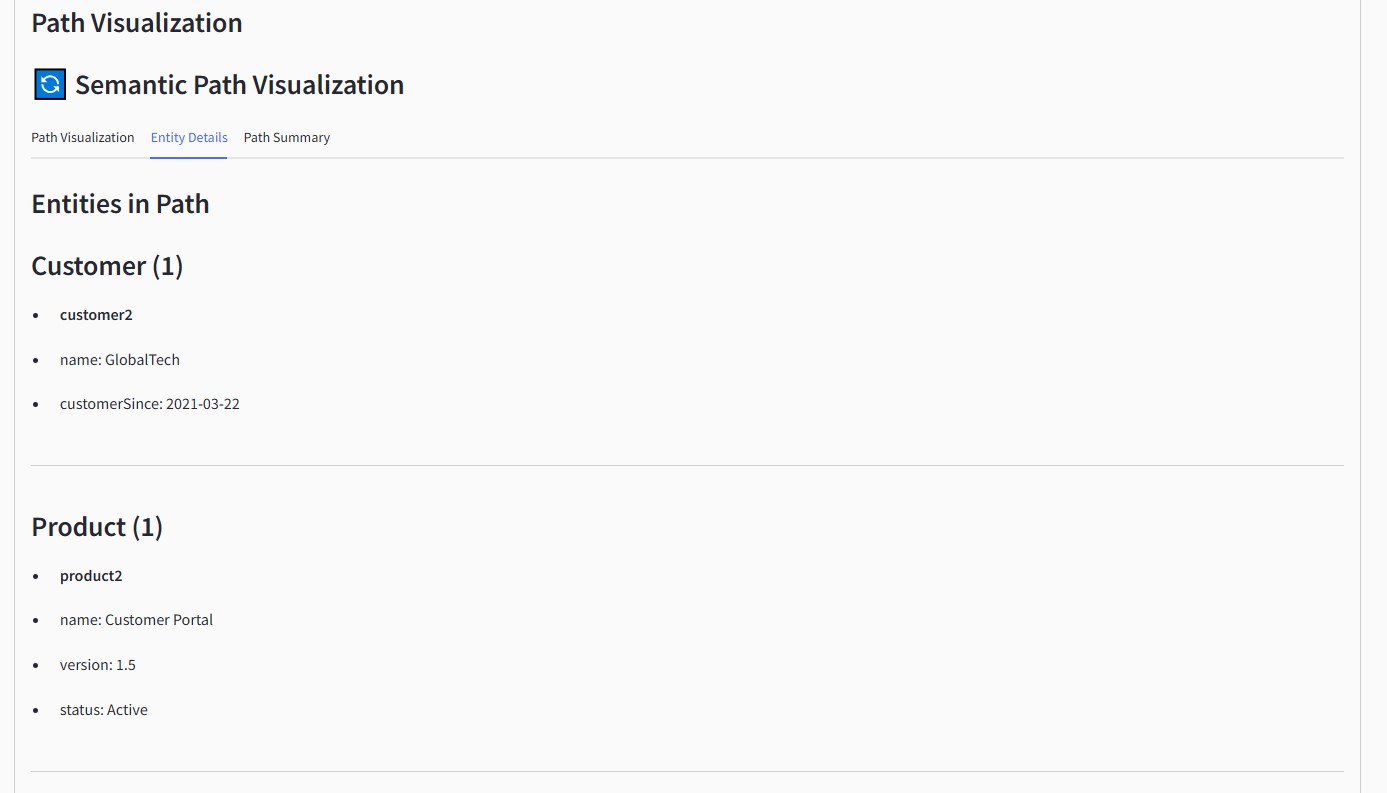 Path Visualization
Semantic Path Visualization
Path Visualization Entity Details Path Summary
Entities in Path
Customer (1)
• customer2
• name: GlobalTech
• customerSince: 2021-03-22
Product (1)
• product2
• name: Customer Portal
• version: 1.5
• status: Active